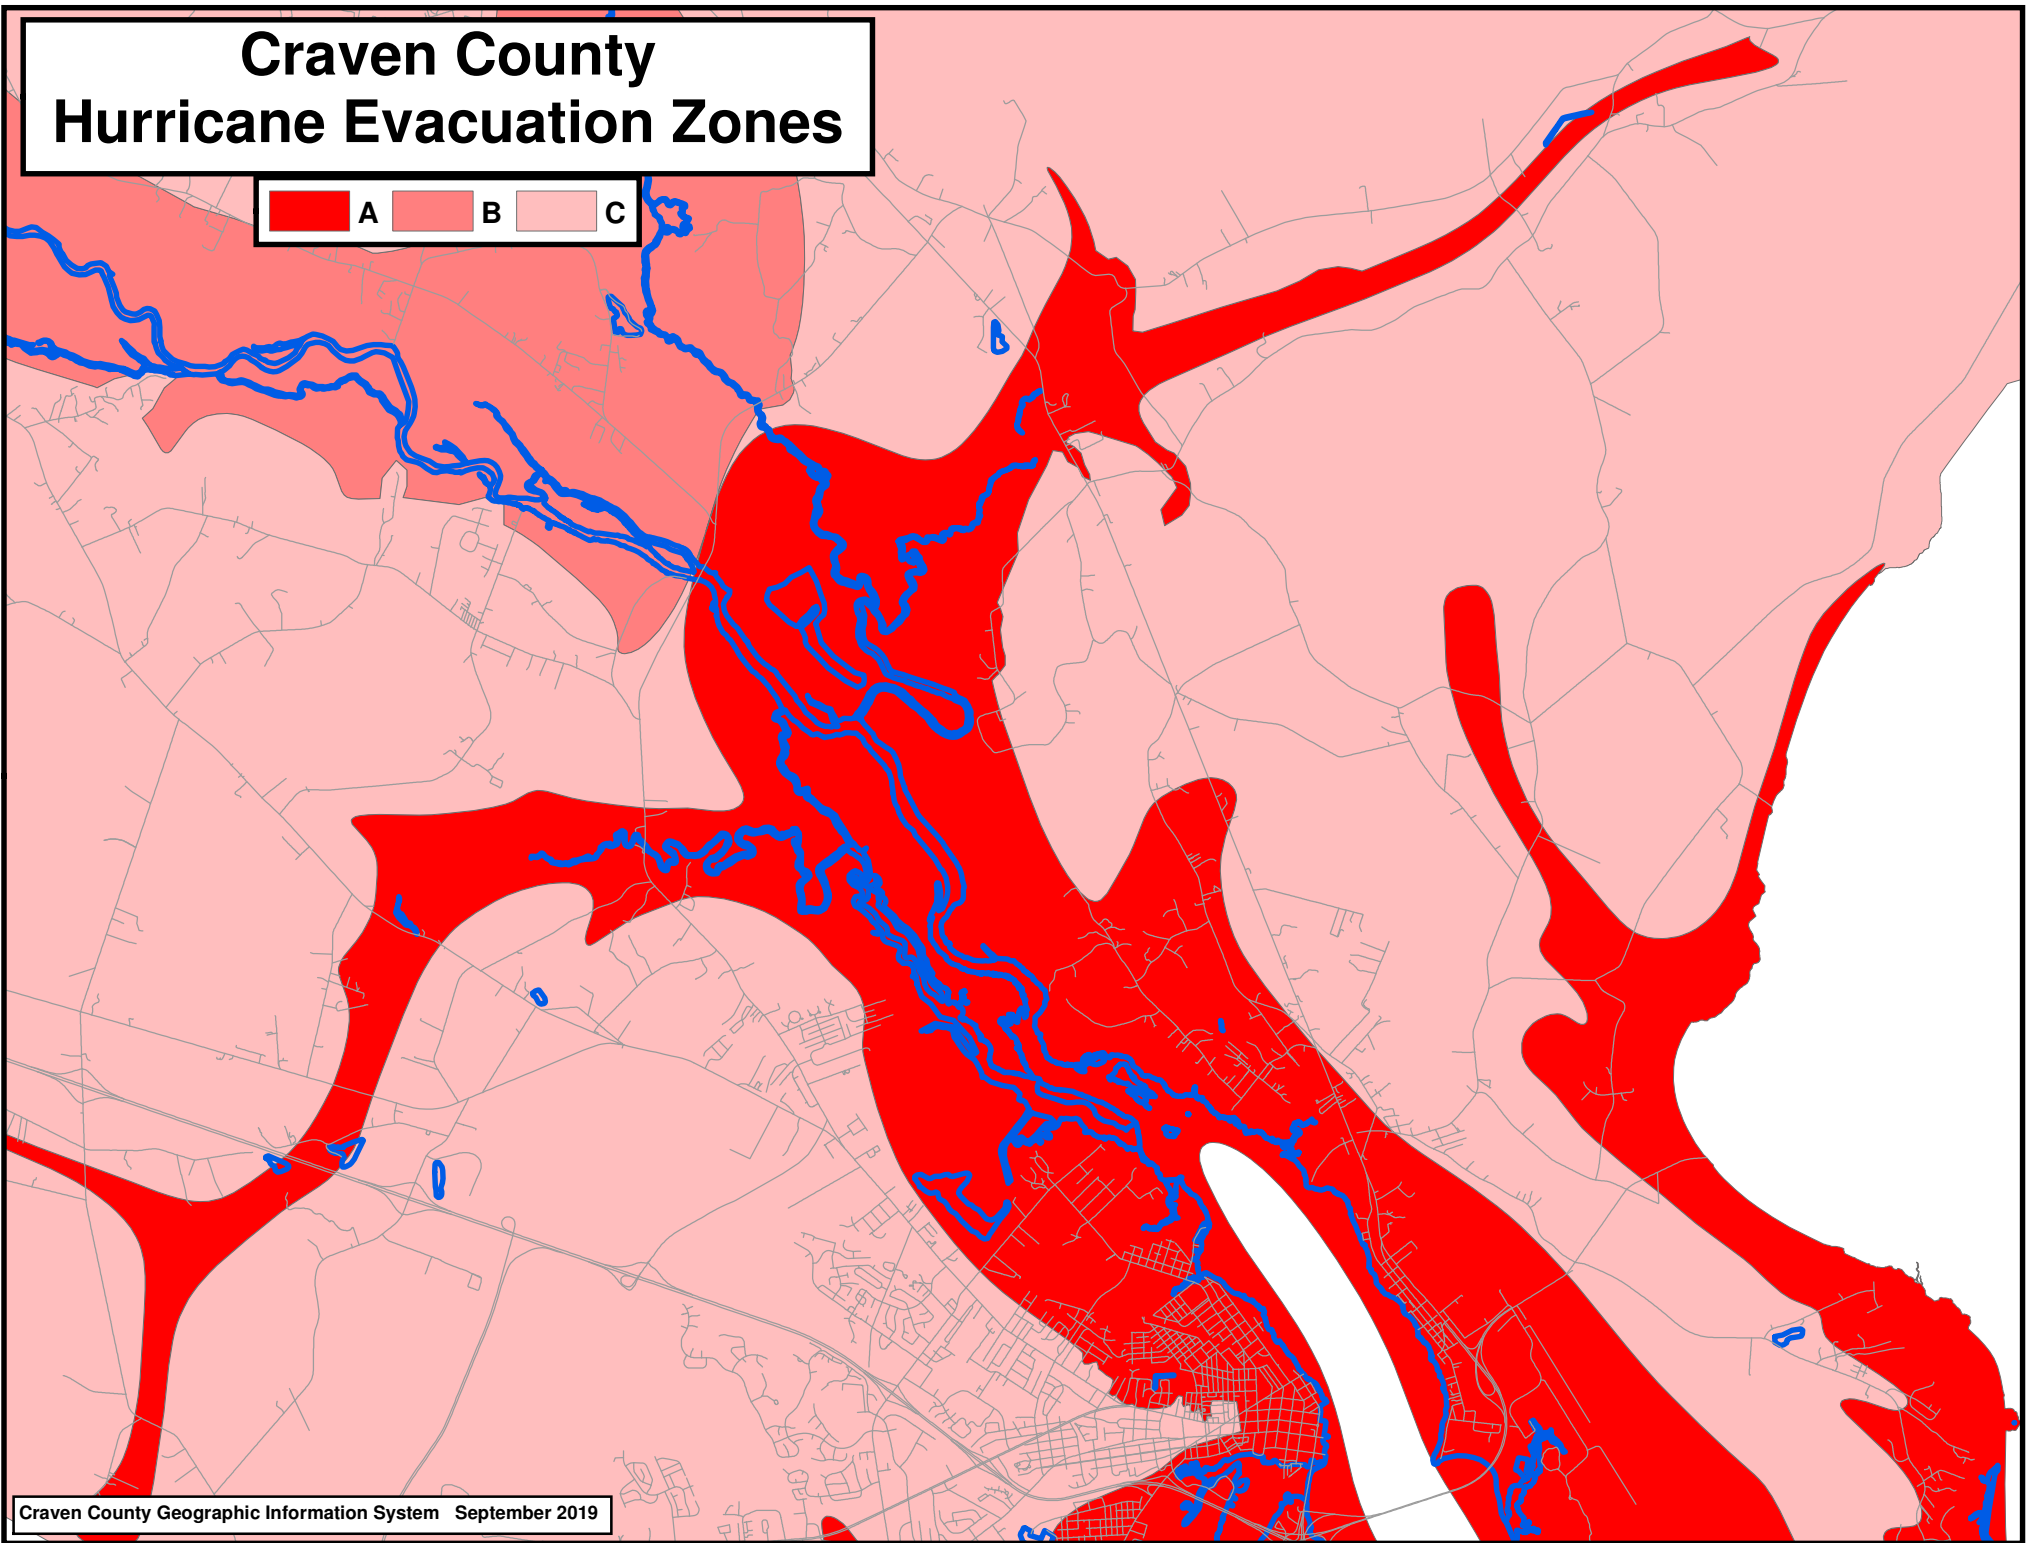 Craven County
Hurricane Evacuation Zones
A B C
Craven County Geographic Information System September 2019